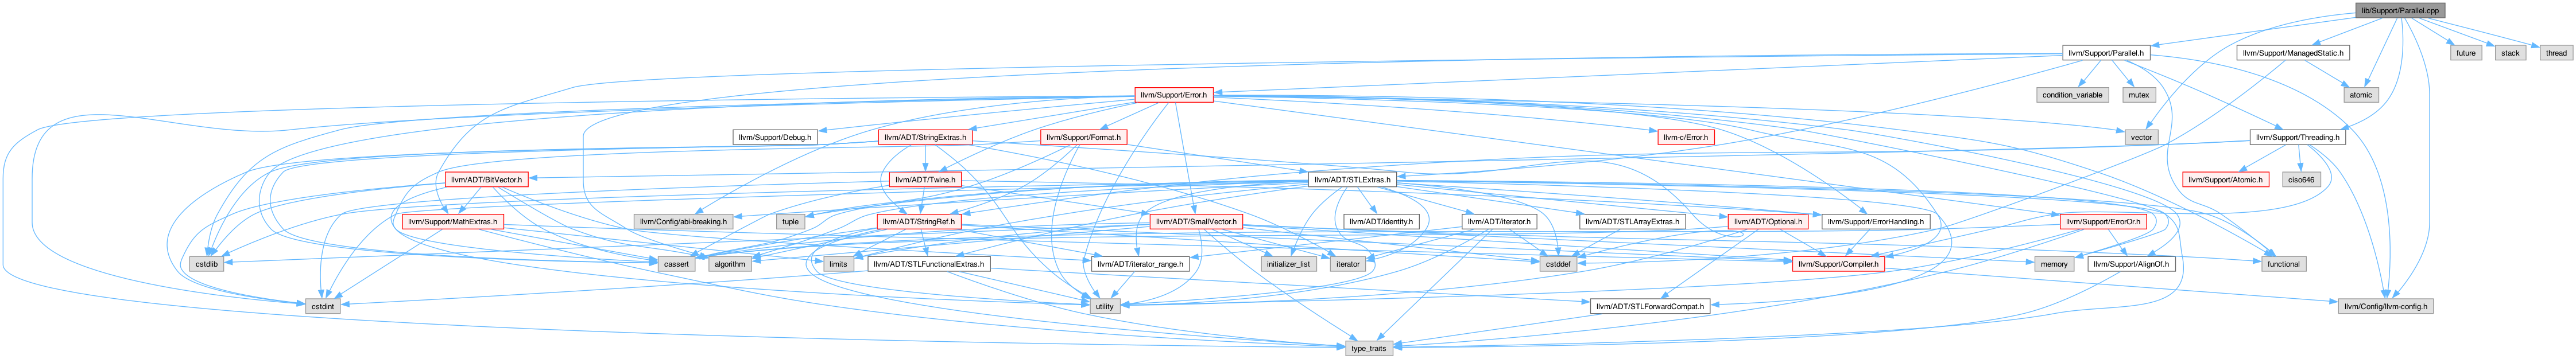 lib/Support/Parallel.cpp
llvm/Support/Parallel.h
llvm/Support/ManagedStatic.h
future
stack
thread
llvm/Support/Error.h
condition_variable
mutex
atomic
llvm/Support/Debug.h
llvm/ADT/StringExtras.h
llvm/Support/Format.h
llvm-c/Error.h
vector
llvm/Support/Threading.h
llvm/ADT/BitVector.h
llvm/ADT/Twine.h
llvm/ADT/STLExtras.h
llvm/Support/Atomic.h
ciso646
llvm/Support/MathExtras.h
llvm/Config/abi-breaking.h
tuple
llvm/ADT/StringRef.h
llvm/ADT/SmallVector.h
llvm/ADT/identity.h
llvm/ADT/iterator.h
llvm/ADT/STLArrayExtras.h
llvm/ADT/Optional.h
llvm/Support/ErrorHandling.h
llvm/Support/ErrorOr.h
cstdlib
cassert
algorithm
limits
llvm/ADT/STLFunctionalExtras.h
llvm/ADT/iterator_range.h
initializer_list
iterator
cstddef
llvm/Support/Compiler.h
memory
llvm/Support/AlignOf.h
functional
cstdint
utility
llvm/ADT/STLForwardCompat.h
llvm/Config/llvm-config.h
type_traits